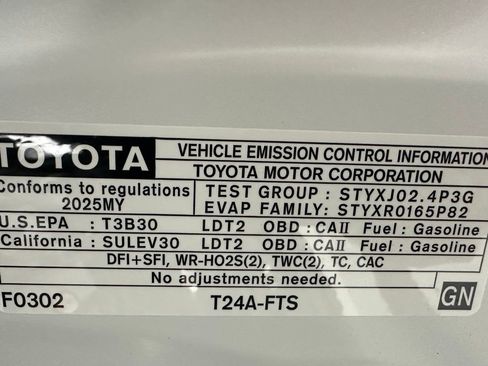 TOYOTA
VEHICLE EMISSION CONTROL INFORMATION
TOYOTA MOTOR CORPORATION
Conforms to regulations
2025MY
TEST GROUP : STYXJ02.4P3G
EVAP FAMILY: STYXR0165P82
U.S.EPA : T3B30 LDT2 OBD : CAII Fuel : Gasoline
California : SULEV30 LDT2 OBD : CAII Fuel : Gasoline
DFI+SFI, WR-HO2S(2), TWC(2), TC, CAC
No adjustments needed.
F0302 T24A-FTS GN